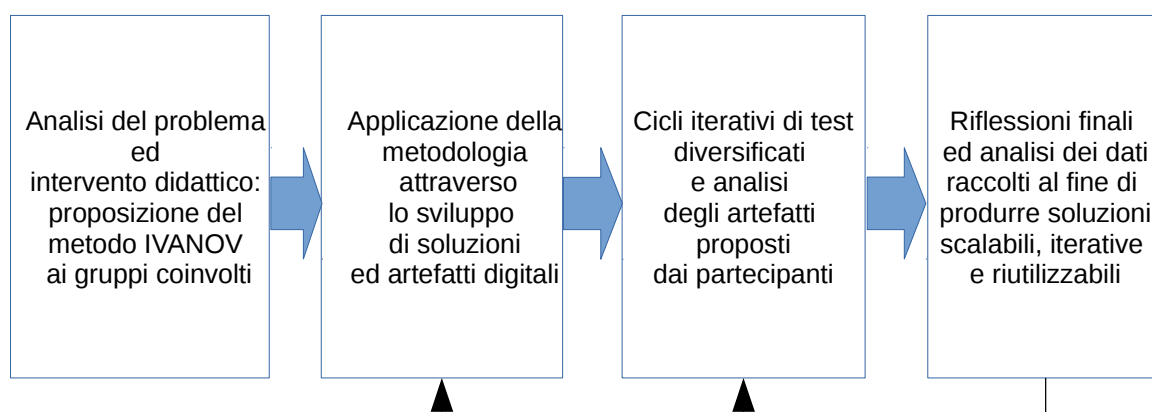 Analisi del problema
ed
intervento didattico:
proposizione del
metodo IVANOV
ai gruppi coinvolti
Applicazione della
metodologia
attraverso
lo sviluppo
di soluzioni
ed artefatti digitali
Cicli iterativi di test
diversificati
e analisi
degli artefatti
proposti
dai partecipanti
Riflessioni finali
ed analisi dei dati
raccolti al fine di
produrre soluzioni
scalabili, iterative
e riutilizzabili